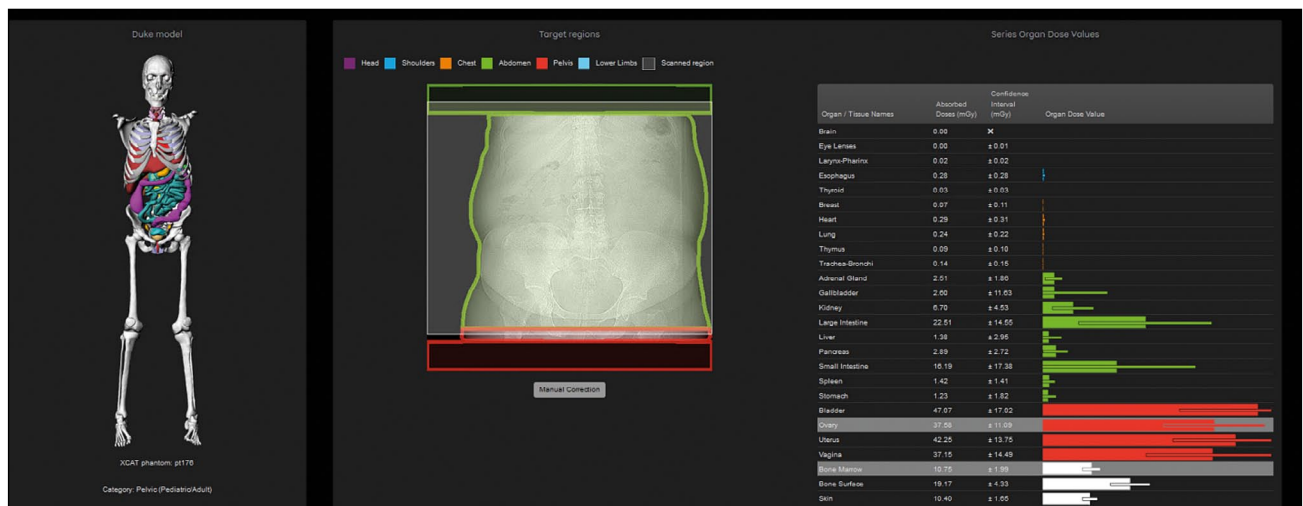 Duke model
XCAT phantom: pt176
Category: Pelvic (Pediatric/Adult)
Target regions
Head Shoulders Chest Abdomen Pelvis Lower Limbs Scanned region
Manual Correction
Series Organ Dose Values
Organ / Tissue Names Absorbed Doses (mGy) Confidence Interval (mGy) Organ Dose Value
Brain 0.00 ×
Eye Lenses 0.00 ± 0.01
Larynx-Pharinx 0.02 ± 0.02
Esophagus 0.28 ± 0.28
Thyroid 0.03 ± 0.03
Breast 0.07 ± 0.11
Heart 0.29 ± 0.31
Lung 0.24 ± 0.22
Thymus 0.09 ± 0.10
Trachea-Bronchi 0.14 ± 0.15
Adrenal Gland 2.51 ± 1.86
Gallbladder 2.60 ± 11.63
Kidney 6.70 ± 4.53
Large Intestine 22.51 ± 14.55
Liver 1.38 ± 2.95
Pancreas 2.89 ± 2.72
Small Intestine 16.19 ± 17.38
Spleen 1.42 ± 1.41
Stomach 1.23 ± 1.82
Bladder 47.07 ± 17.02
Ovary 37.58 ± 11.09
Uterus 42.25 ± 13.75
Vagina 37.15 ± 14.49
Bone Marrow 10.75 ± 1.99
Bone Surface 19.17 ± 4.33
Skin 10.40 ± 1.66